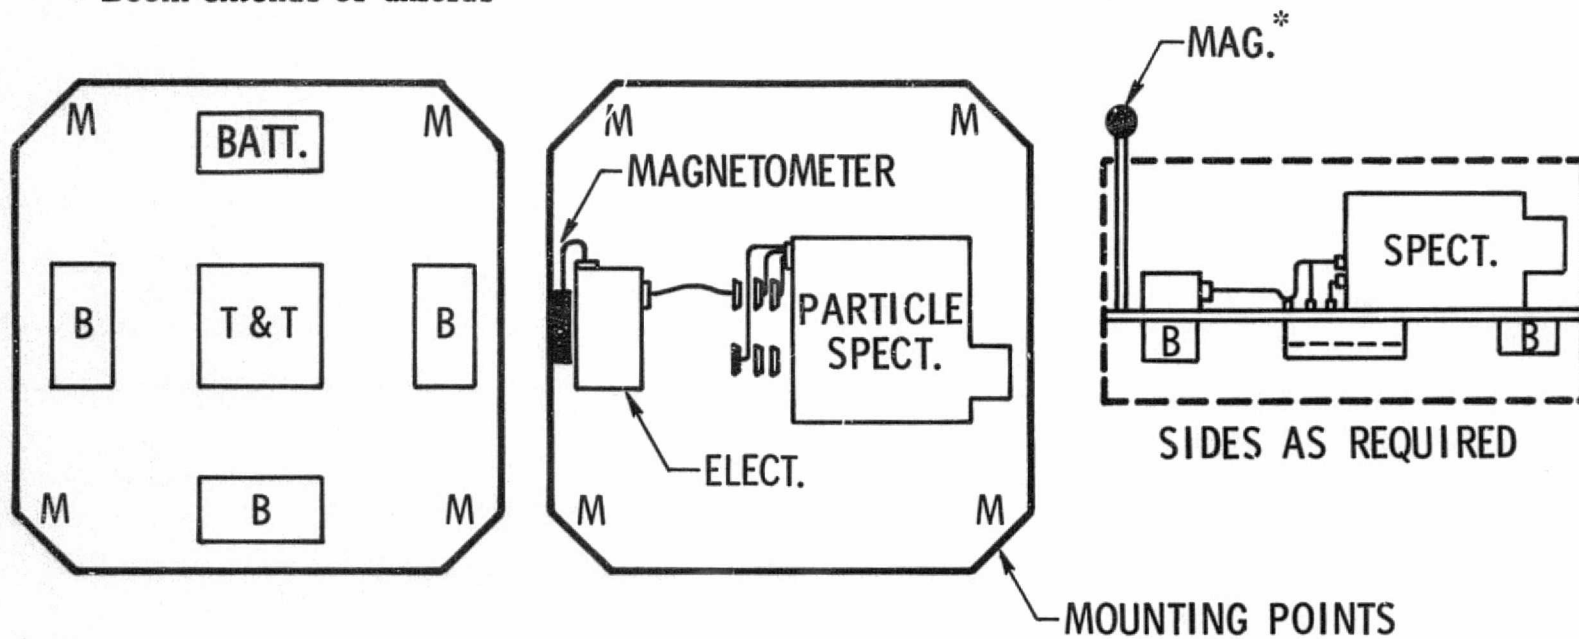 M
M
BATT.
B
T & T
B
M
B
M
M
M
MAGNETOMETER
PARTICLE
SPECT.
ELECT.
M
M
MOUNTING POINTS
MAG.*
SPECT.
B
B
SIDES AS REQUIRED